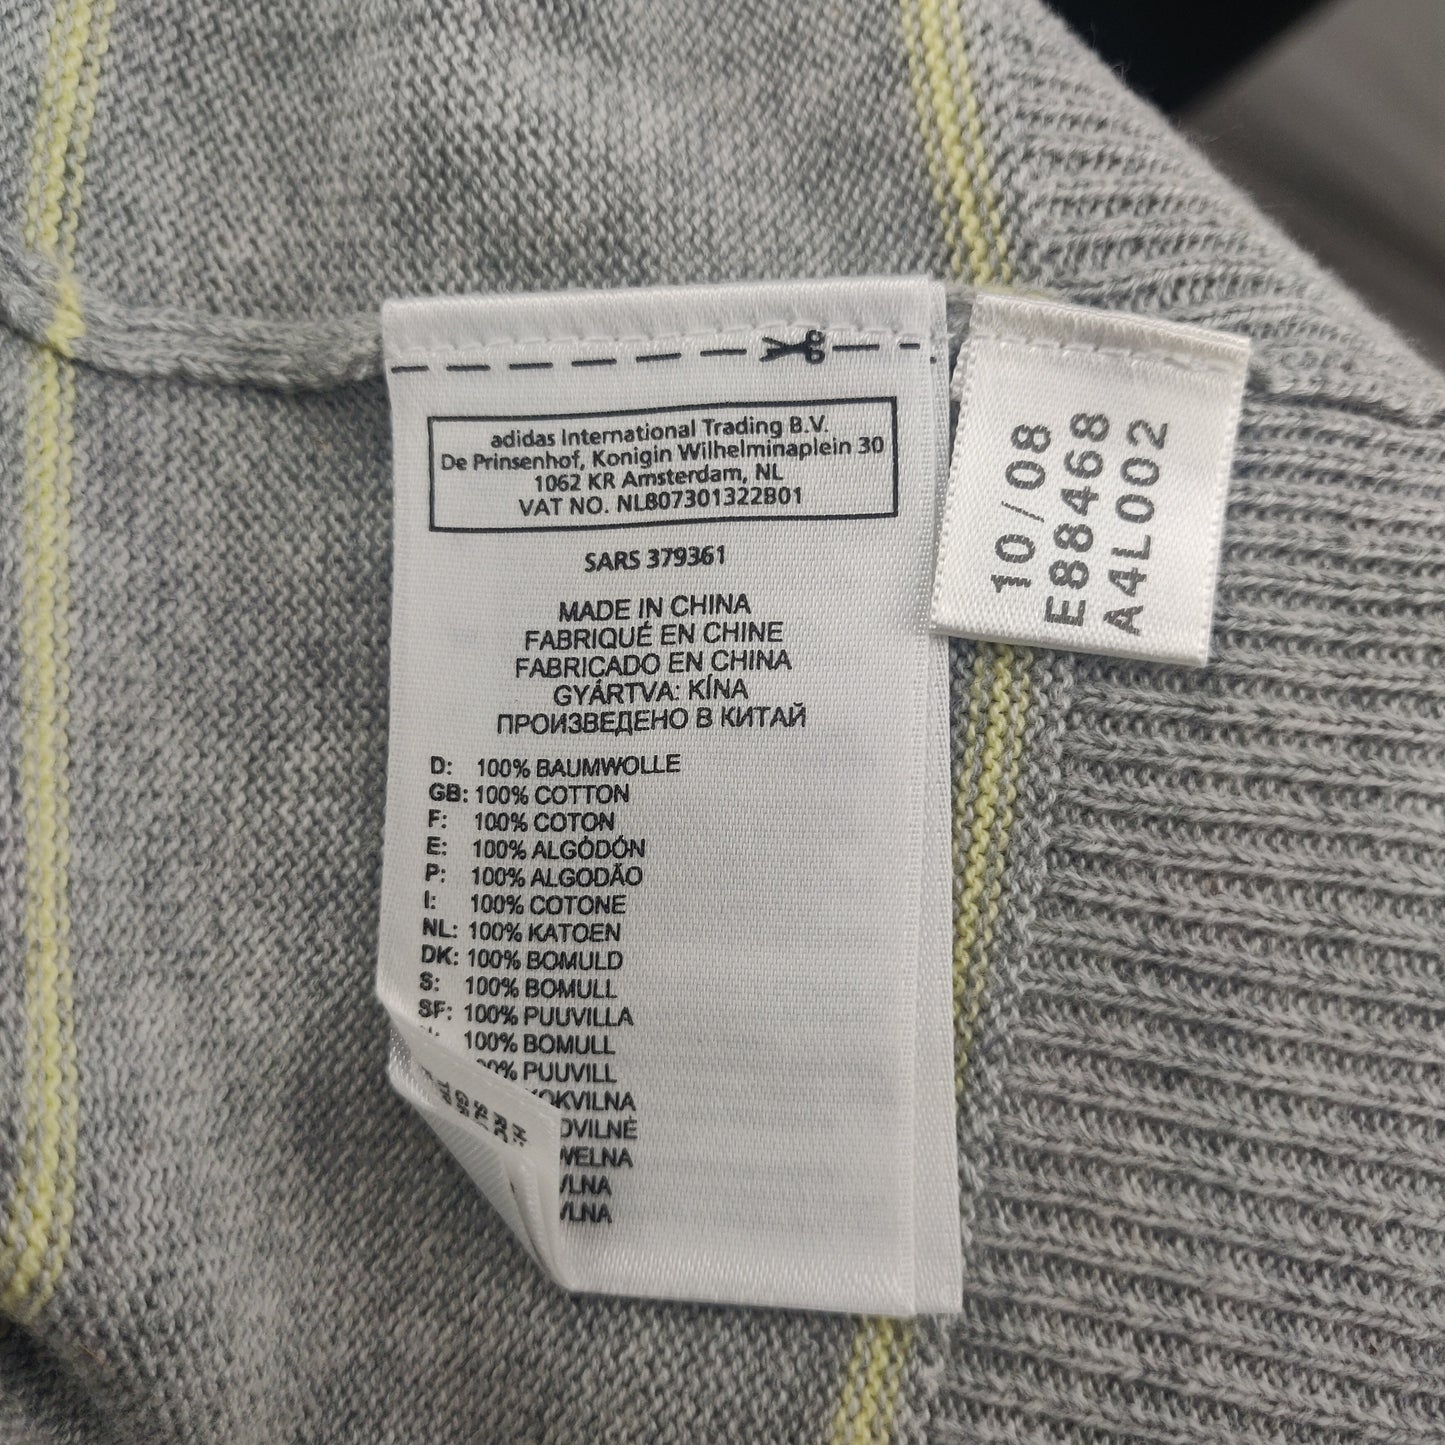 adidas International Trading B.V.
De Prinsenhof, Konigin Wilhelminaplein 30
1062 KR Amsterdam, NL
VAT NO. NL807301322B01
SARS 379361
MADE IN CHINA
FABRIQUÉ EN CHINE
FABRICADO EN CHINA
GYÁRTVA: KÍNA
ПРОИЗВЕДЕНО В КИТАЙ
D: 100% BAUMWOLLE
GB: 100% COTTON
F: 100% COTON
E: 100% ALGÓDÓN
P: 100% ALGODÃO
I: 100% COTONE
NL: 100% KATOEN
DK: 100% BOMULD
S: 100% BOMULL
SF: 100% PUUVILLA
100% BOMULL
PUUVILL
10/08
E88468
A4L002